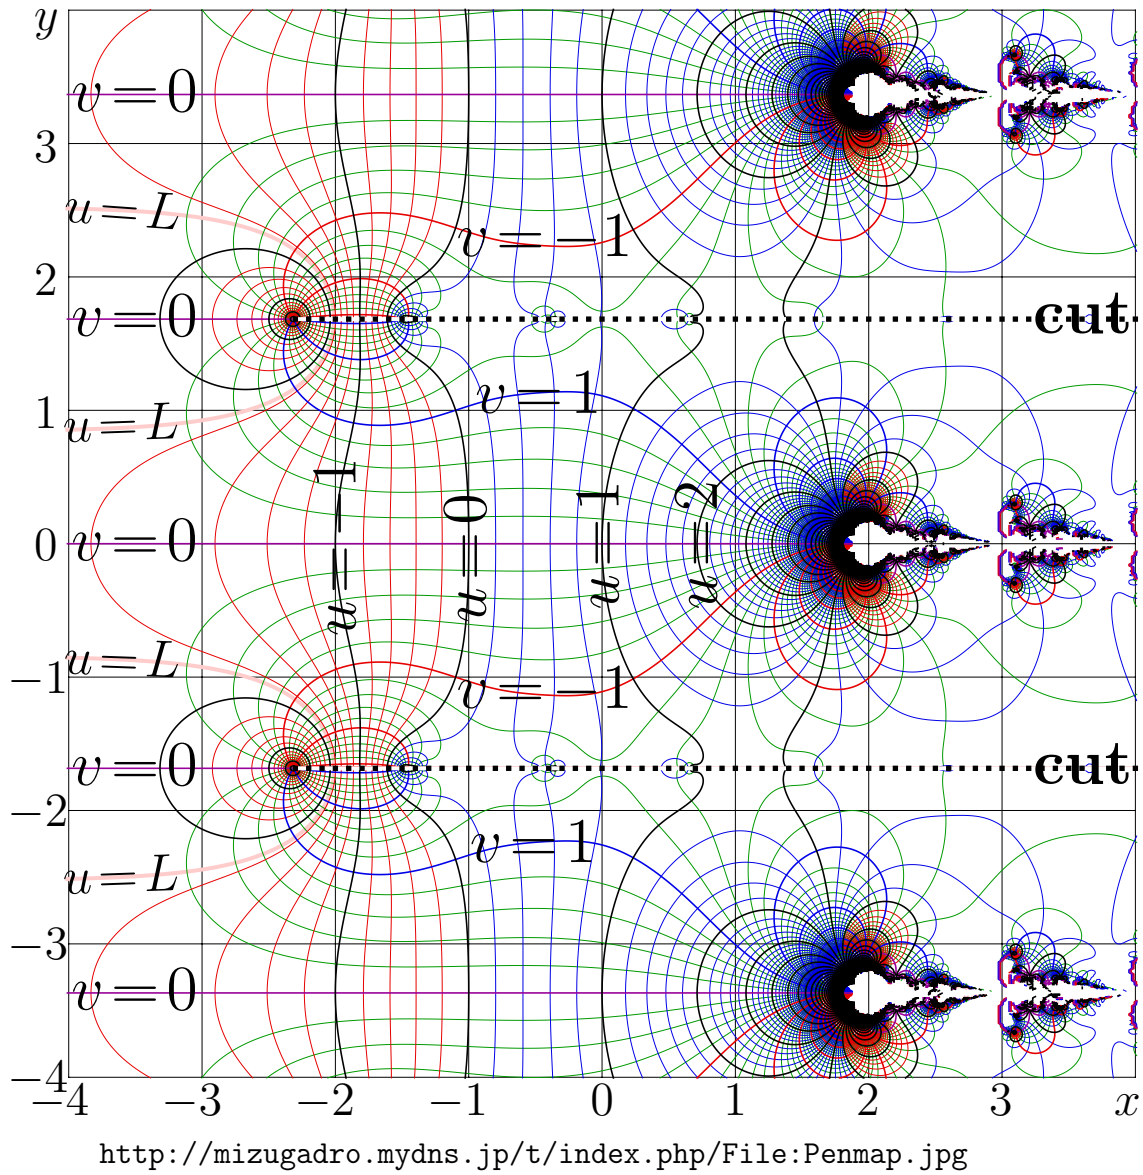 y
v=0
3
u=L
v=−1
2
v=0
cut
1
v=1
u=L
u=−1
u=0
u=1
u=2
0
v=0
u=L
−1
v=−1
v=0
cut
−2
v=1
u=L
−3
v=0
−4
−4 −3 −2 −1 0 1 2 3 x
http://mizugadro.mydns.jp/t/index.php/File:Penmap.jpg